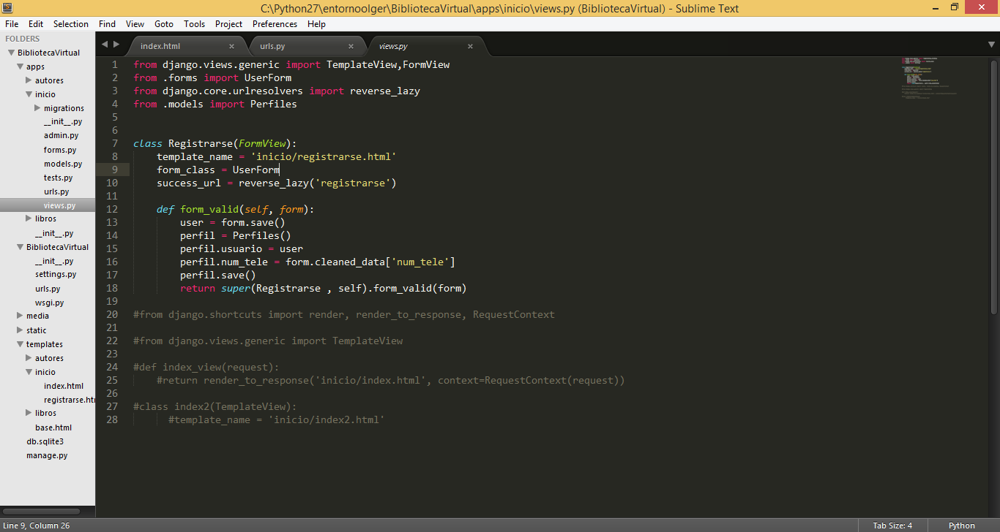 C:\Python27\entornoolger\BibliotecaVirtual\apps\inicio\views.py (BibliotecaVirtual) - Sublime Text
File Edit Selection Find View Goto Tools Project Preferences Help
FOLDERS
BibliotecaVirtual
apps
autores
inicio
migrations
__init__.py
admin.py
forms.py
models.py
tests.py
urls.py
views.py
libros
__init__.py
BibliotecaVirtual
__init__.py
settings.py
urls.py
wsgi.py
media
static
templates
autores
inicio
index.html
registrarse.htm
libros
base.html
db.sqlite3
manage.py
index.html × urls.py × views.py ×
1 from django.views.generic import TemplateView,FormView
2 from .forms import UserForm
3 from django.core.urlresolvers import reverse_lazy
4 from .models import Perfiles
5
6
7 class Registrarse(FormView):
8     template_name = 'inicio/registrarse.html'
9     form_class = UserForm
10     success_url = reverse_lazy('registrarse')
11
12     def form_valid(self, form):
13         user = form.save()
14         perfil = Perfiles()
15         perfil.usuario = user
16         perfil.num_tele = form.cleaned_data['num_tele']
17         perfil.save()
18         return super(Registrarse , self).form_valid(form)
19
20 #from django.shortcuts import render, render_to_response, RequestContext
21
22 #from django.views.generic import TemplateView
23
24 #def index_view(request):
25     #return render_to_response('inicio/index.html', context=RequestContext(request))
26
27 #class index2(TemplateView):
28       #template_name = 'inicio/index2.html'
Line 9, Column 26 Tab Size: 4 Python